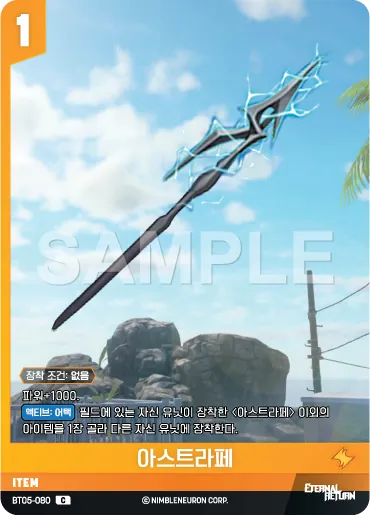 1
SAMPLE
장착 조건: 없음
파워+1000.
액티브: 어택 필드에 있는 자신 유닛이 장착한 <아스트라페> 이외의
아이템을 1장 골라 다른 자신 유닛에 장착한다.
아스트라페
ITEM
BT05-080 C ⓒNIMBLENEURON CORP. ETERNAL RETURN